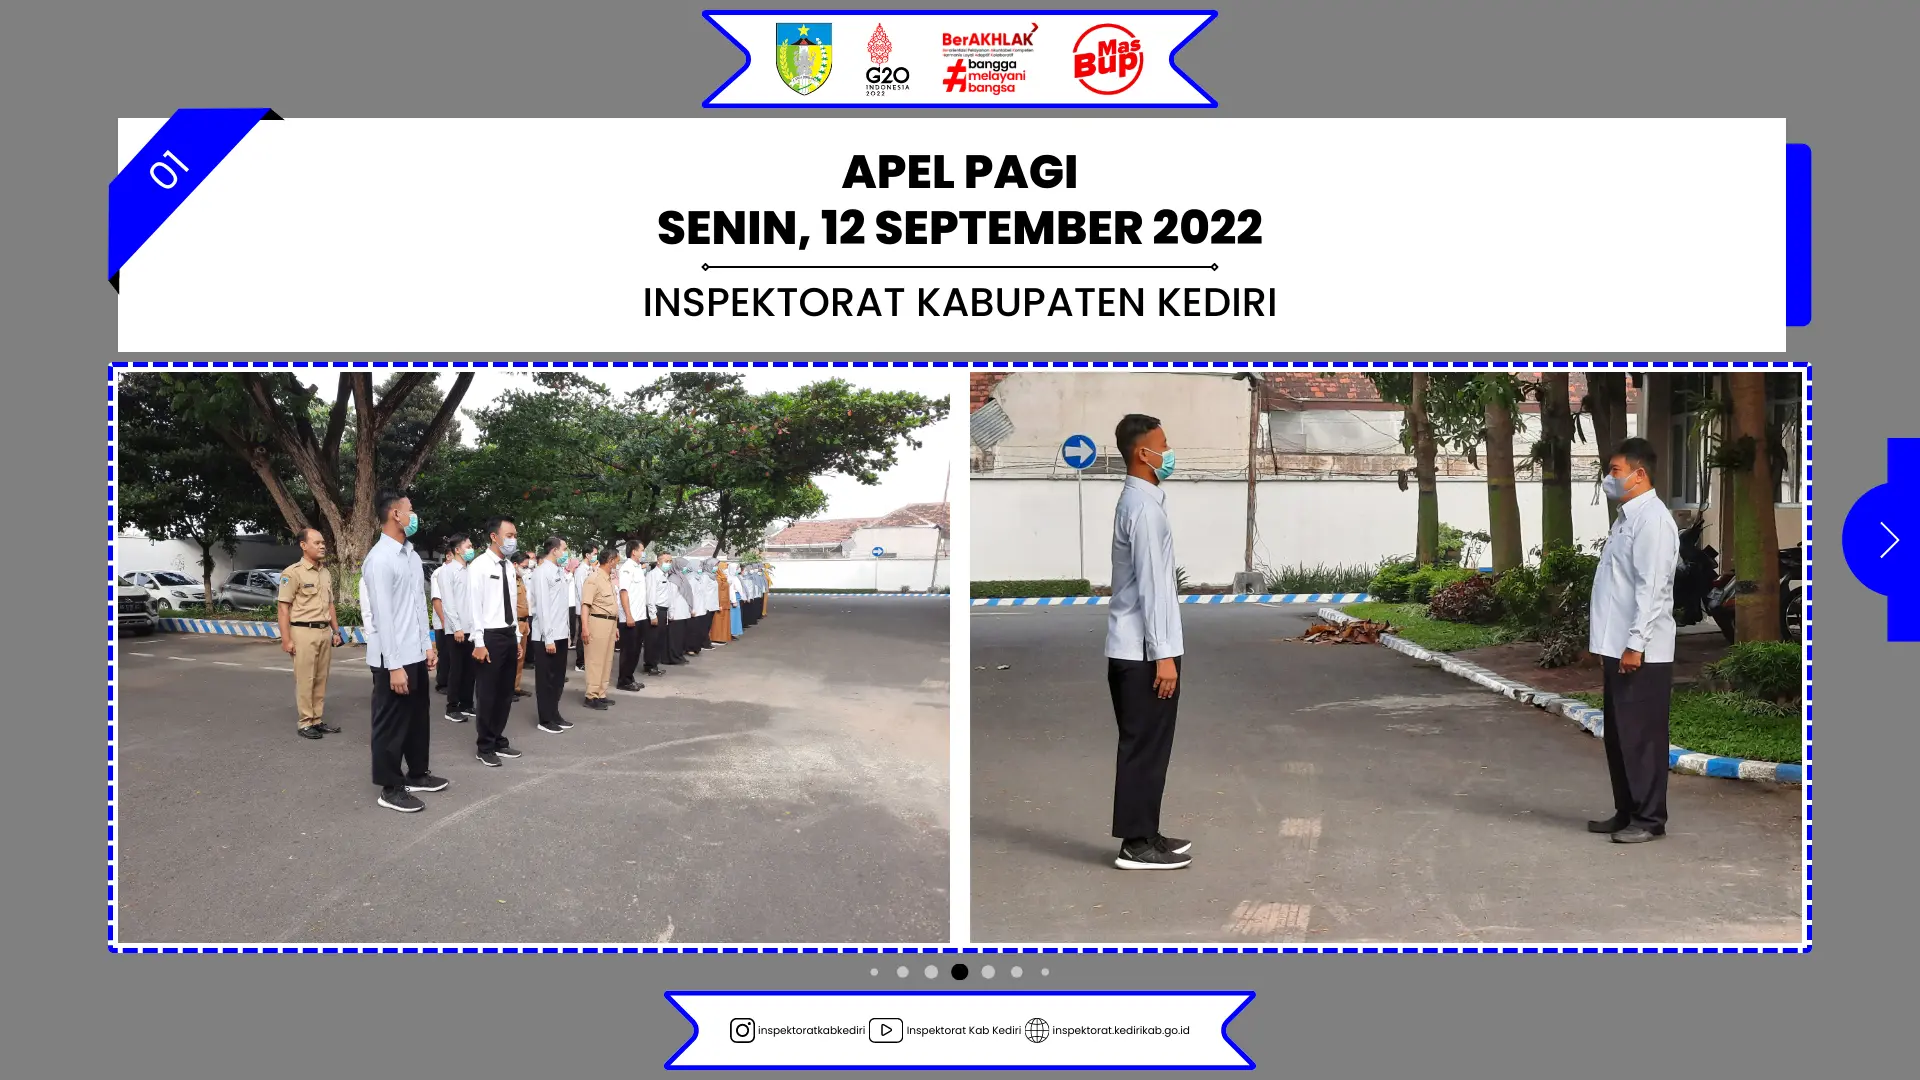 G20
INDONESIA
2022
BerAKHLAK
#bangga
melayani
bangsa
Mas
Bup
01
APEL PAGI
SENIN, 12 SEPTEMBER 2022
INSPEKTORAT KABUPATEN KEDIRI
inspektoratkabkediri Inspektorat Kab Kediri inspektorat.kedirikab.go.id